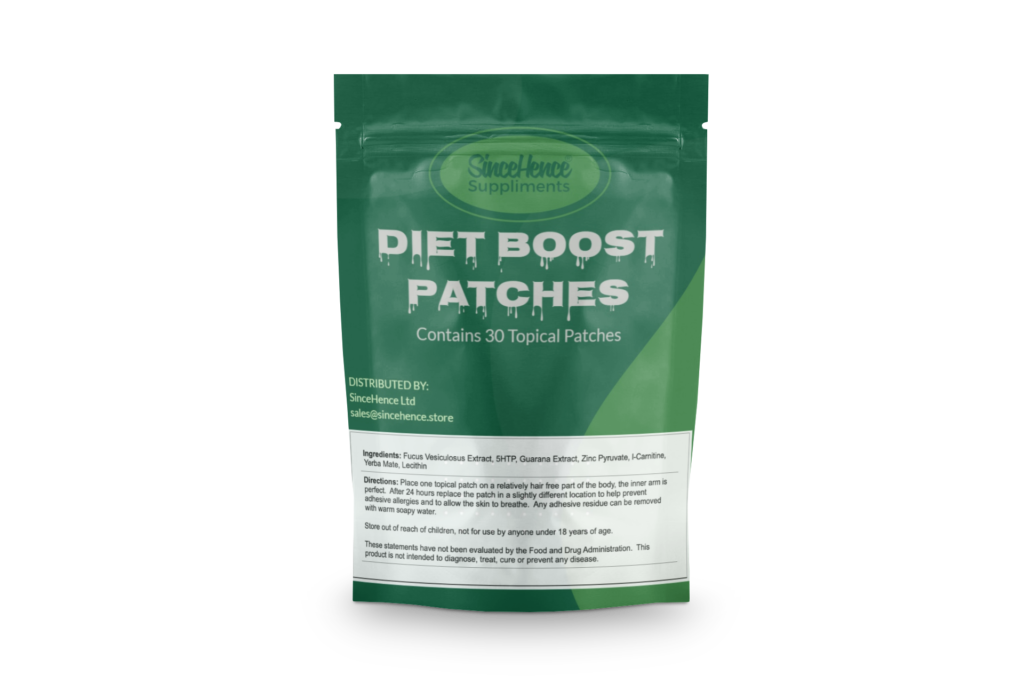 SinceHence
Suppliments
DIET BOOST
PATCHES
Contains 30 Topical Patches
DISTRIBUTED BY:
SinceHence Ltd
sales@sincehence.store
Ingredients: Fucus Vesiculosus Extract, 5HTP, Guarana Extract, Zinc Pyruvate, l-Carnitine,
Yerba Mate, Lecithin
Directions: Place one topical patch on a relatively hair free part of the body, the inner arm is
perfect. After 24 hours replace the patch in a slightly different location to help prevent
adhesive allergies and to allow the skin to breathe. Any adhesive residue can be removed
with warm soapy water.
Store out of reach of children, not for use by anyone under 18 years of age.
These statements have not been evaluated by the Food and Drug Administration. This
product is not intended to diagnose, treat, cure or prevent any disease.